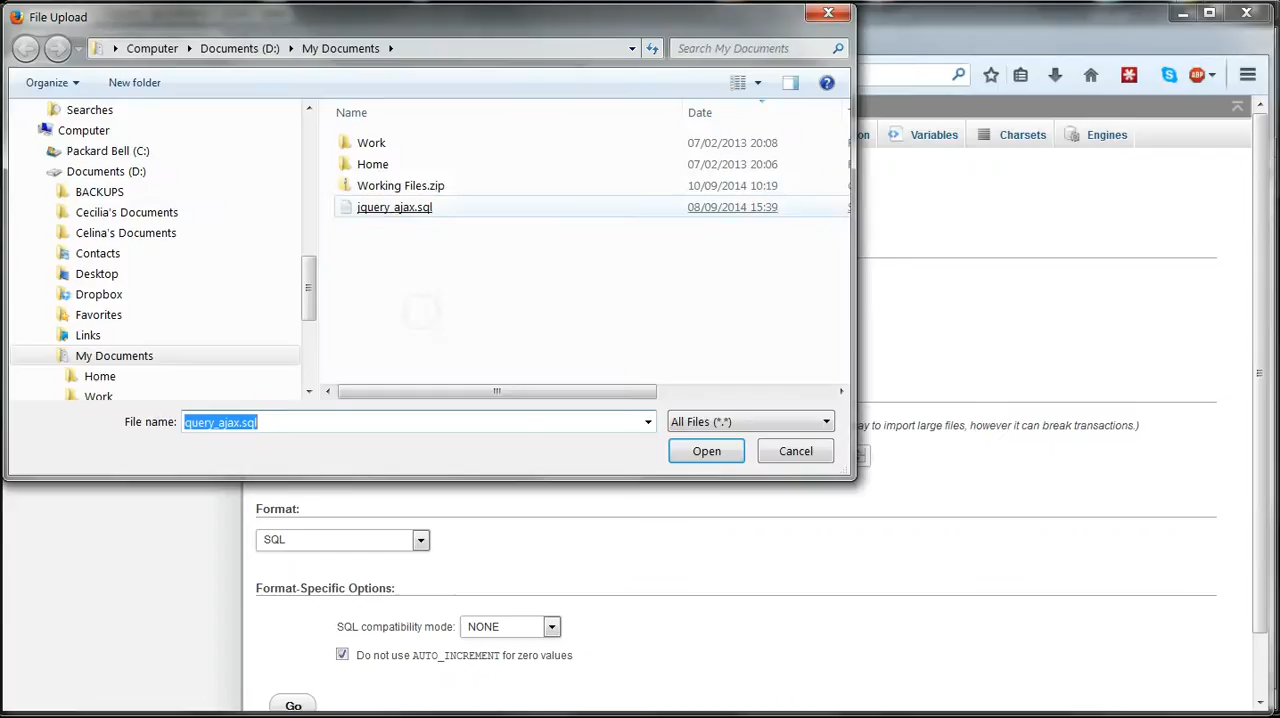 File Upload
Computer Documents (D:) My Documents
Search My Documents
Organize New folder
Searches
Computer
Packard Bell (C:)
Documents (D:)
BACKUPS
Cecilia's Documents
Celina's Documents
Contacts
Desktop
Dropbox
Favorites
Links
My Documents
Home
Work
Name Date
Work 07/02/2013 20:08
Home 07/02/2013 20:06
Working Files.zip 10/09/2014 10:19
jquery_ajax.sql 08/09/2014 15:39
File name: jquery_ajax.sql All Files (*.*)
Open Cancel
ABP
on Variables Charsets Engines
ay to import large files, however it can break transactions.)
Format:
SQL
Format-Specific Options:
SQL compatibility mode: NONE
Do not use AUTO_INCREMENT for zero values
Go